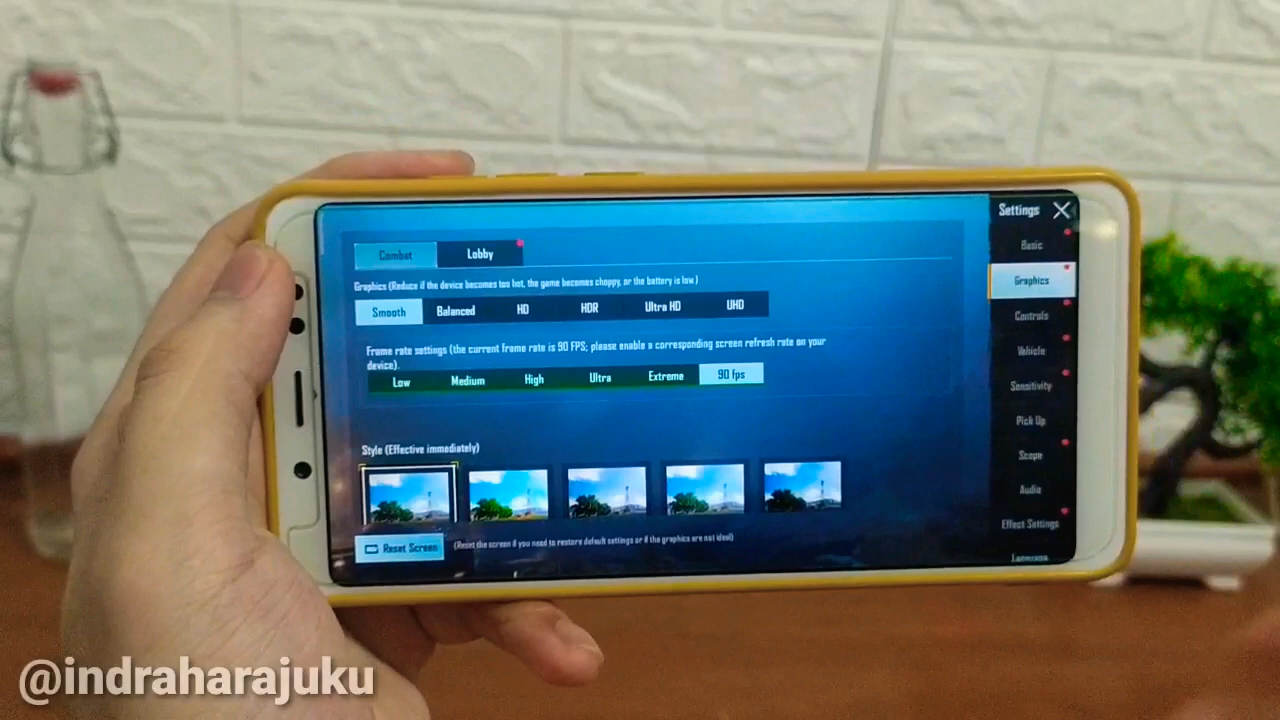 Settings
Combat
Lobby
Basic
Graphics (Reduce if the device becomes too hot, the game becomes choppy, or the battery is low.)
Graphics
Smooth Balanced HD HDR Ultra HD UHD
Controls
Frame rate settings (the current frame rate is 90 FPS; please enable a corresponding screen refresh rate on your
device).
Vehicle
Low Medium High Ultra Extreme 90 fps
Sensitivity
Pick Up
Style (Effective immediately)
Scope
Audio
Effect Settings
Reset Screen (Reset the screen if you need to restore default settings or if the graphics are not ideal)
Language
@indraharajuku